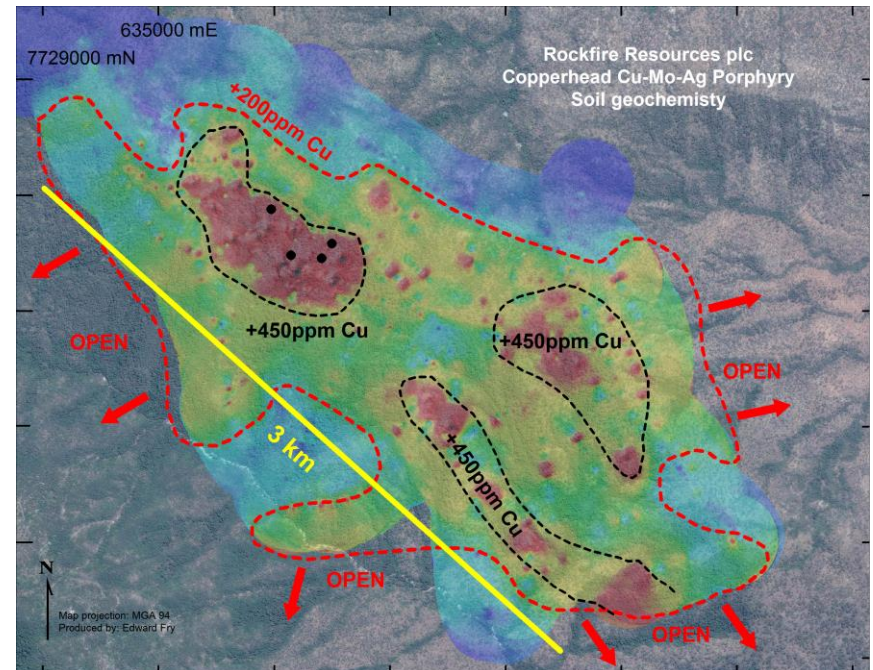 635000 mE
7729000 mN
Rockfire Resources plc
Copperhead Cu-Mo-Ag Porphyry
Soil geochemisty
+200ppm Cu
+450ppm Cu
+450ppm Cu
OPEN
OPEN
3 km
+450ppm Cu
OPEN
OPEN
N
Map projection: MGA 94
Produced by: Edward Fry